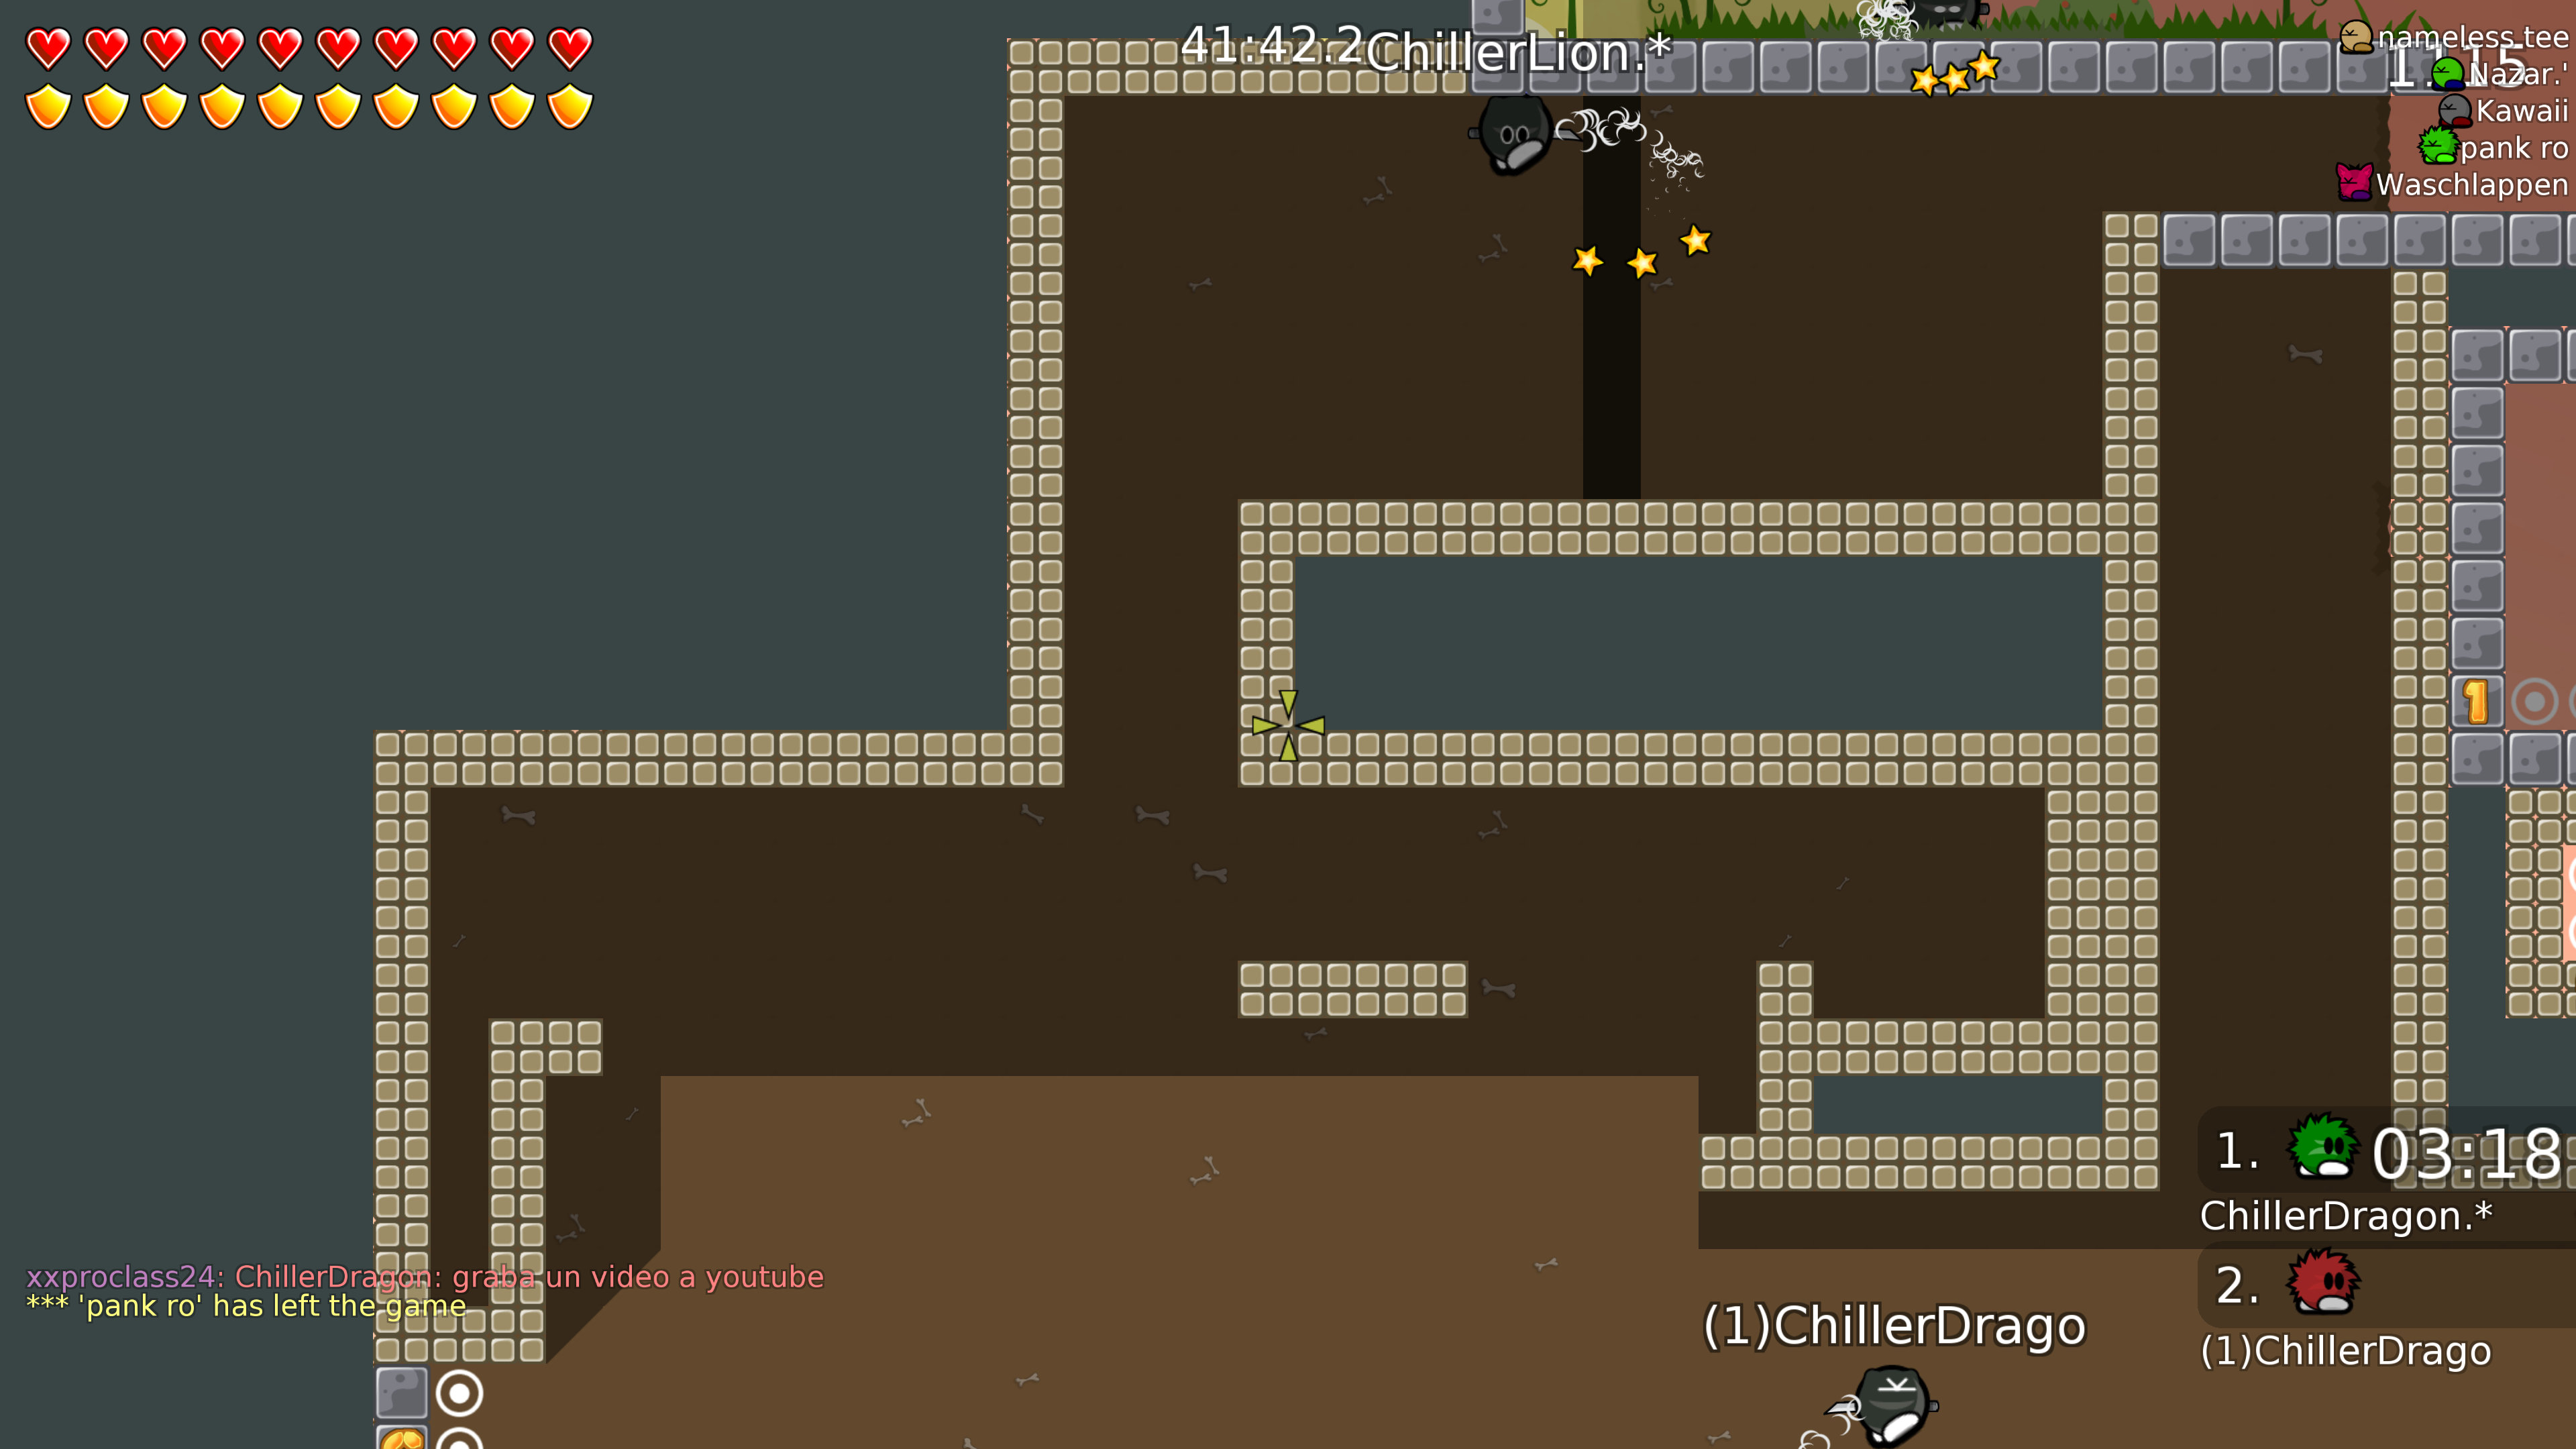 41:42.2
ChillerLion.*
nameless tee
Nazar.'
Kawaii
pank ro
Waschlappen
1
1.
03:18
ChillerDragon.*
2.
(1)ChillerDrago
xxproclass24: ChillerDragon: graba un video a youtube
*** 'pank ro' has left the game
(1)ChillerDrago